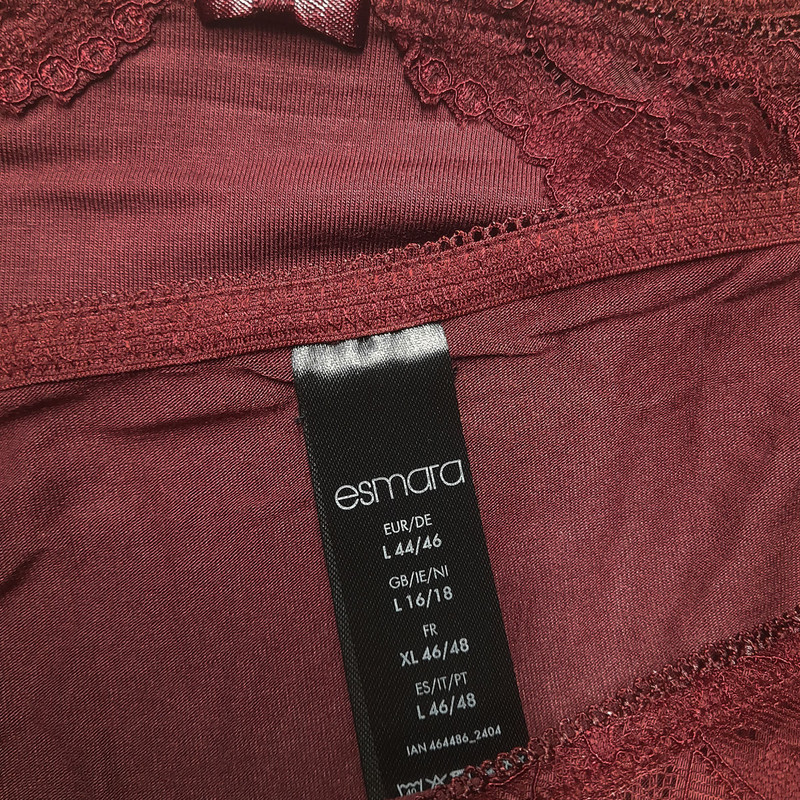 esmara
EUR/DE
L 44/46
GB/IE/NI
L 16/18
FR
XL 46/48
ES/IT/PT
L 46/48
IAN 464486_2404
40